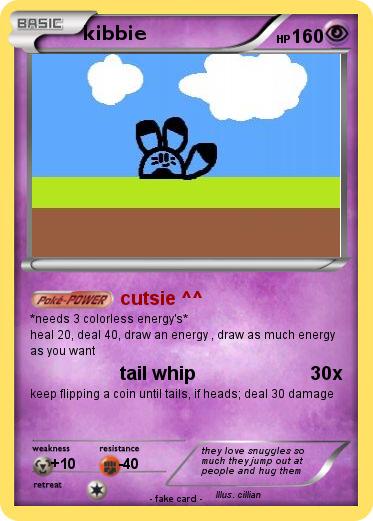 BASIC
kibbie
HP 160
Poké-POWER cutsie ^^
*needs 3 colorless energy's*
heal 20, deal 40, draw an energy , draw as much energy
as you want
tail whip 30x
keep flipping a coin until tails, if heads; deal 30 damage
weakness resistance
+10 -40
retreat
they love snuggles so
much they jump out at
people and hug them
- fake card - Illus. cillian